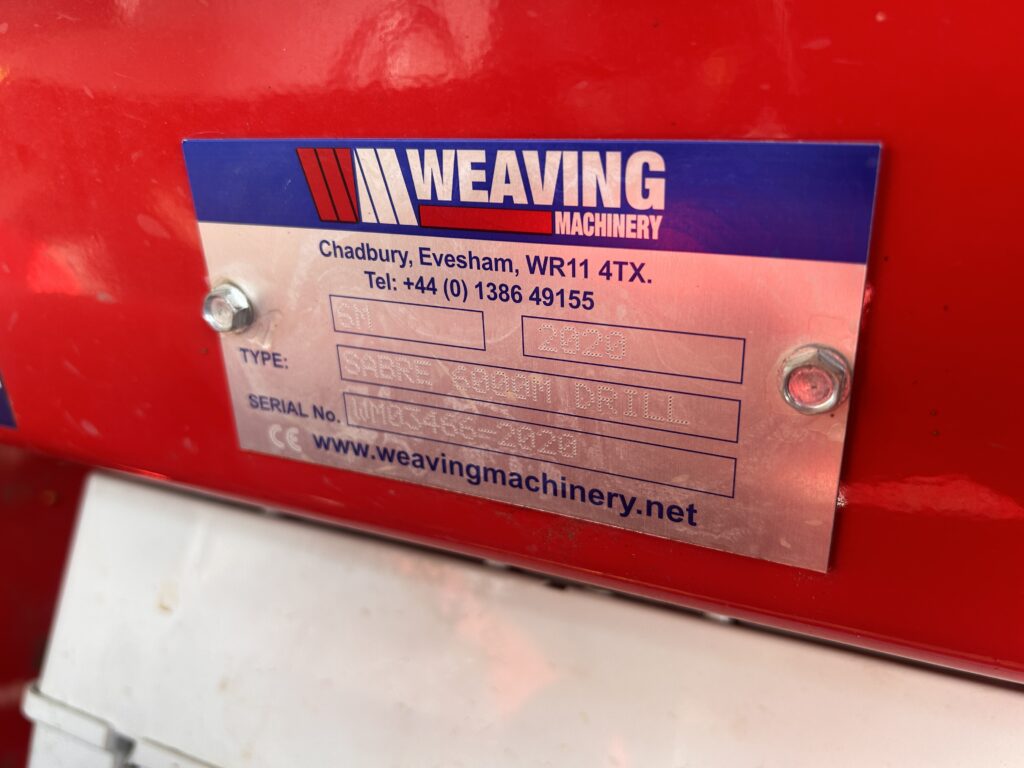 WEAVING
MACHINERY
Chadbury, Evesham, WR11 4TX.
Tel: +44 (0) 1386 49155
SM 2020
TYPE: SABRE 6000M DRILL
SERIAL No. WM03466-2020
CE www.weavingmachinery.net